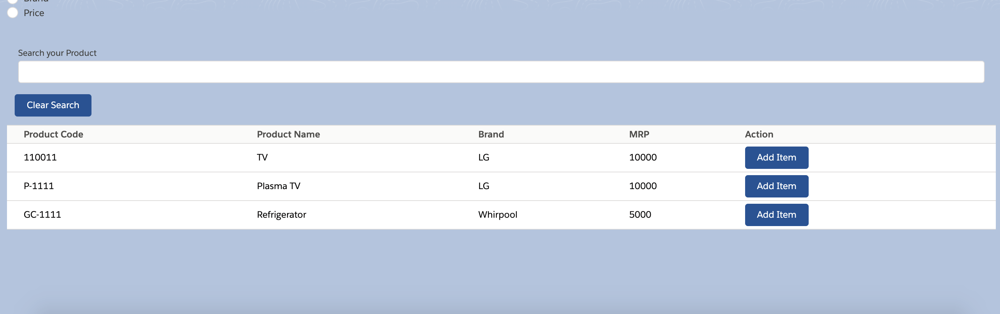 Brand
Price
Search your Product
Clear Search
Product Code Product Name Brand MRP Action
110011 TV LG 10000 Add Item
P-1111 Plasma TV LG 10000 Add Item
GC-1111 Refrigerator Whirpool 5000 Add Item